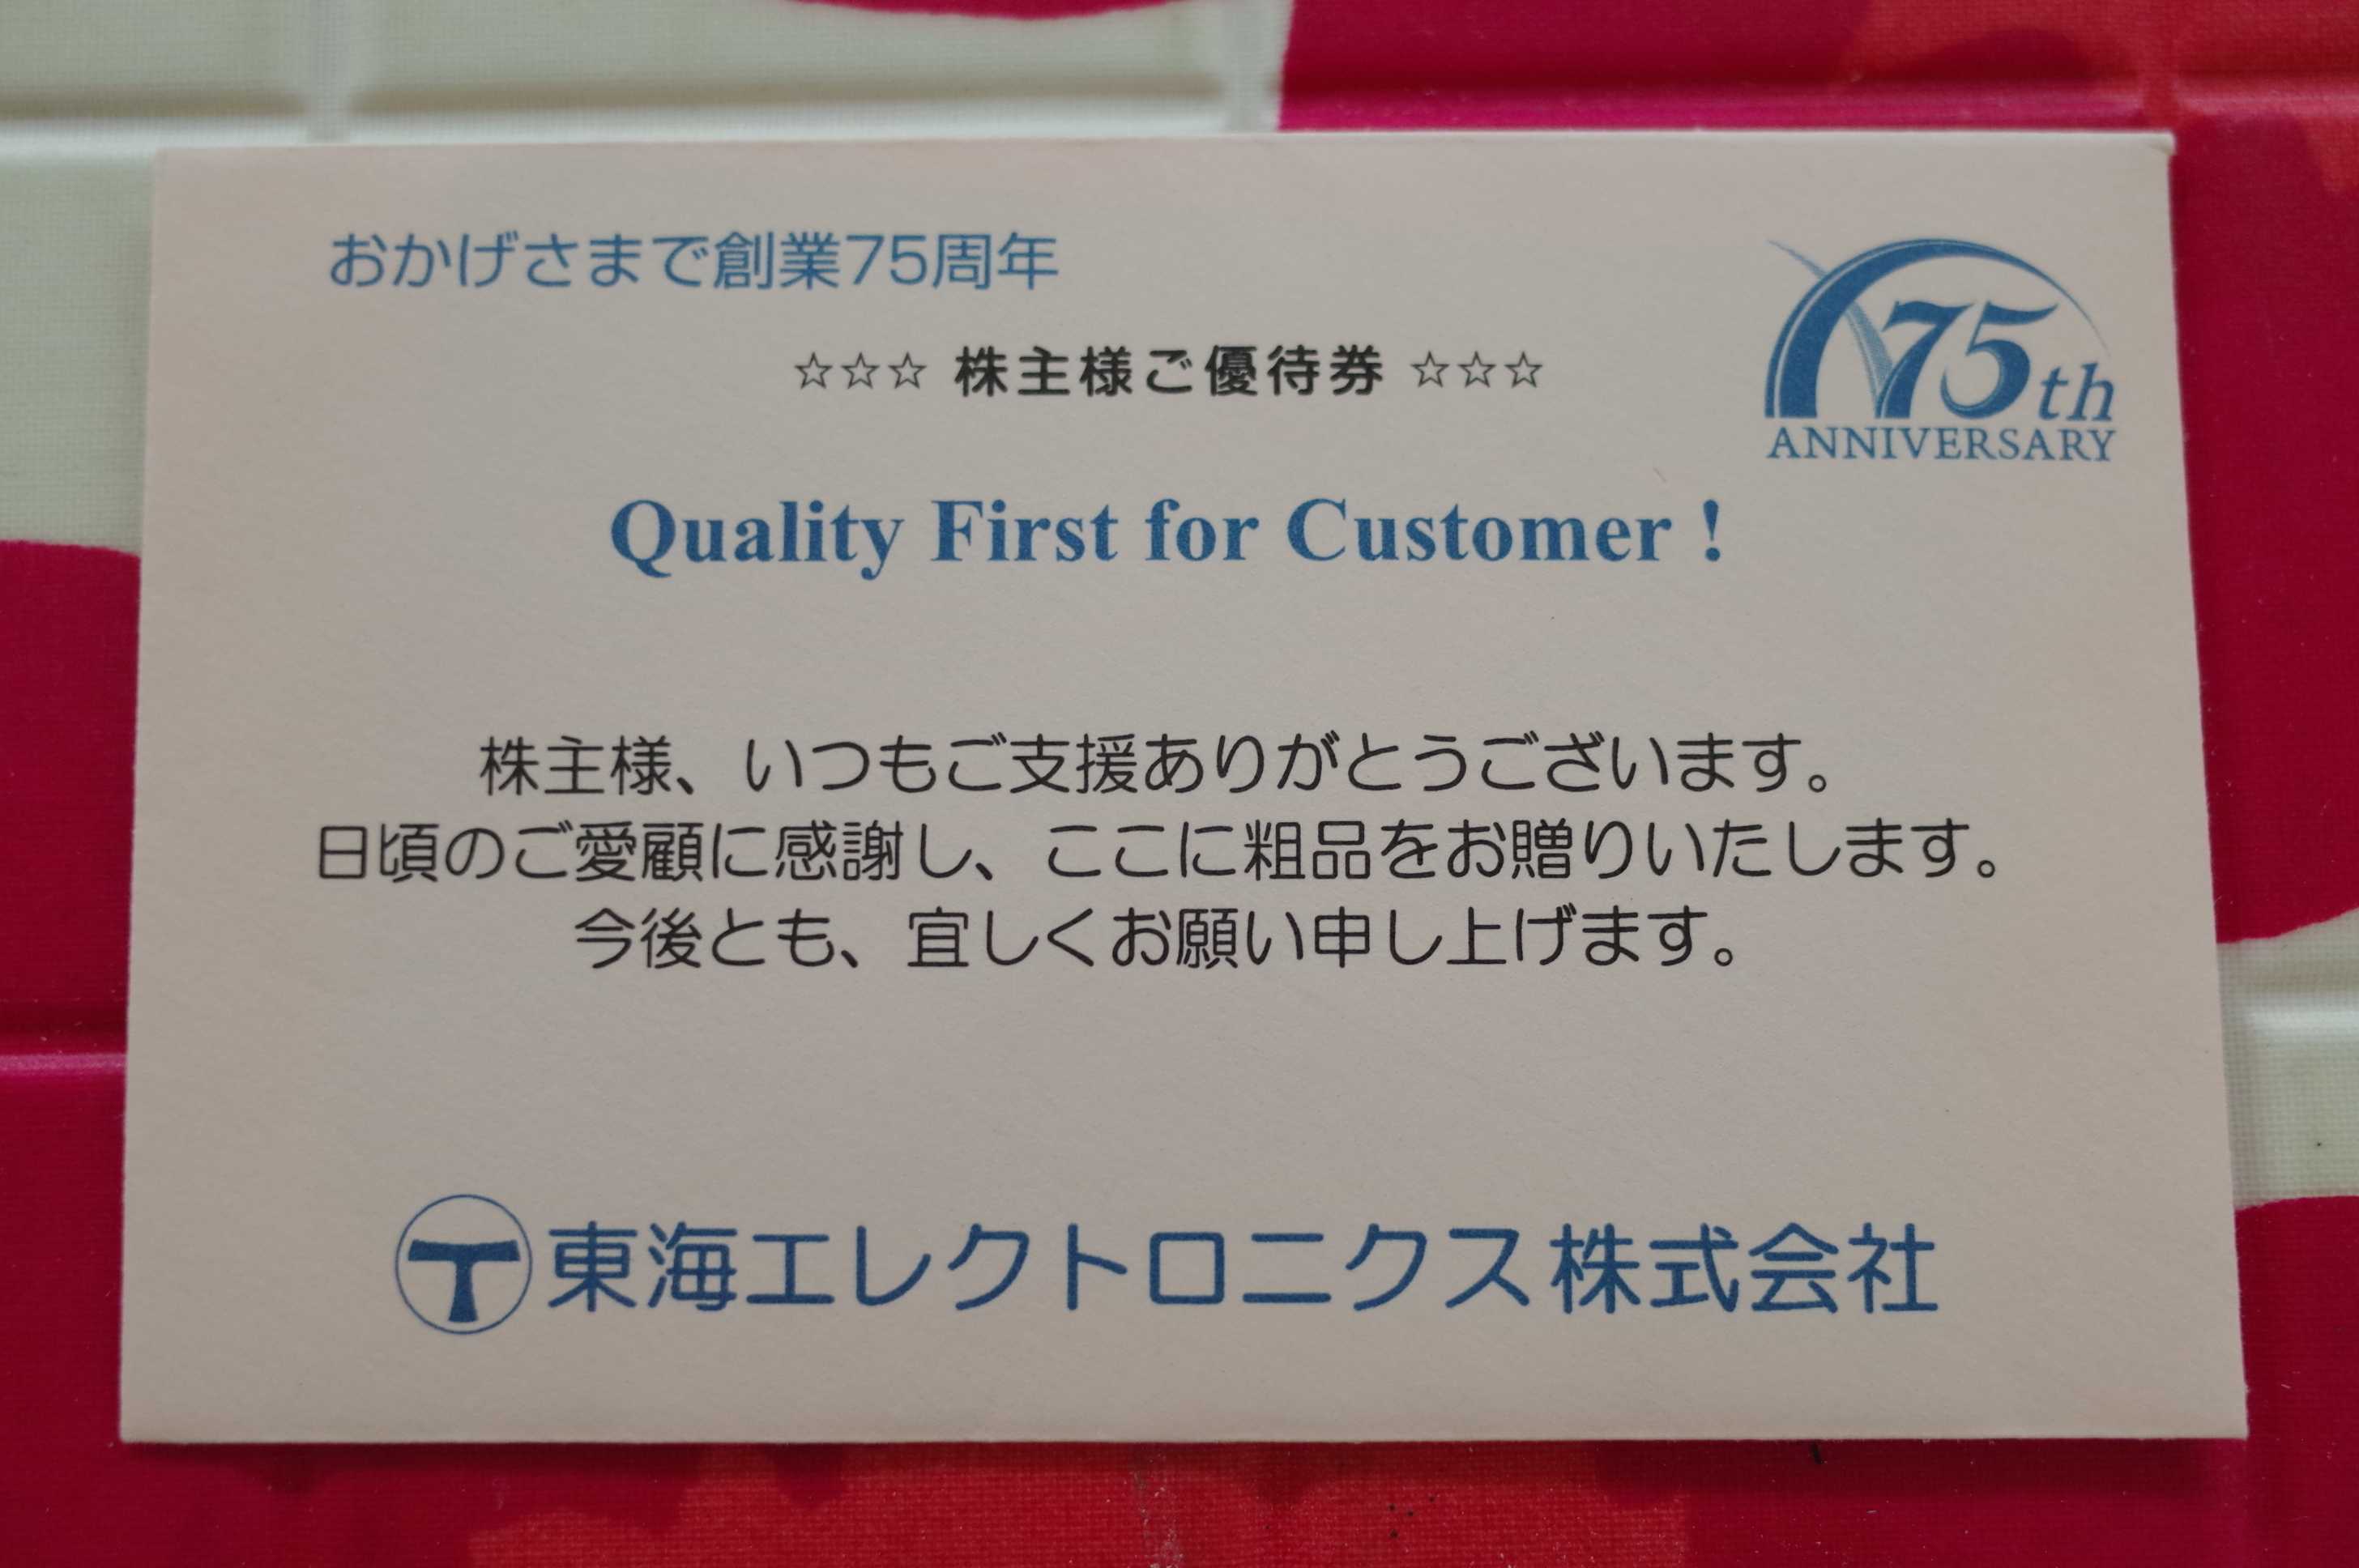 おかげさまで創業75周年
☆☆☆ 株主様ご優待券 ☆☆☆
75th
ANNIVERSARY
Quality First for Customer !
株主様、いつもご支援ありがとうございます。
日頃のご愛顧に感謝し、ここに粗品をお贈りいたします。
今後とも、宜しくお願い申し上げます。
東海エレクトロニクス株式会社